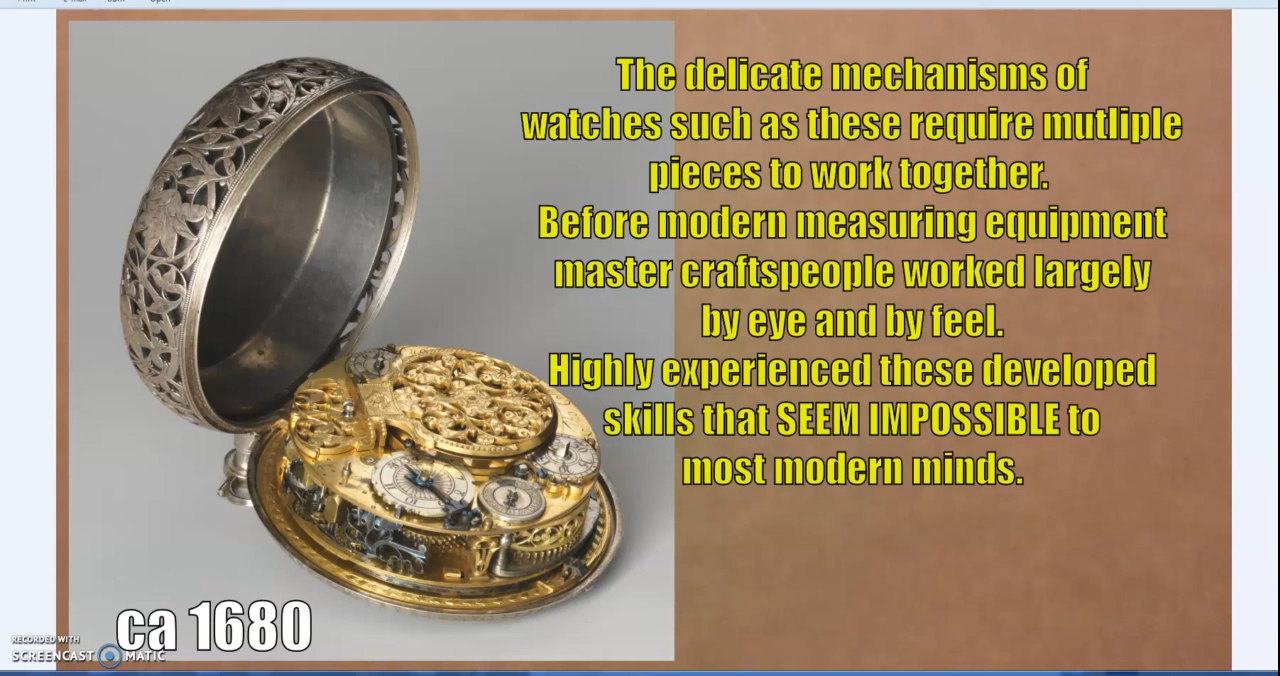 The delicate mechanisms of
watches such as these require mutliple
pieces to work together.
Before modern measuring equipment
master craftspeople worked largely
by eye and by feel.
Highly experienced these developed
skills that SEEM IMPOSSIBLE to
most modern minds.
ca 1680
RECORDED WITH
SCREENCAST MATIC